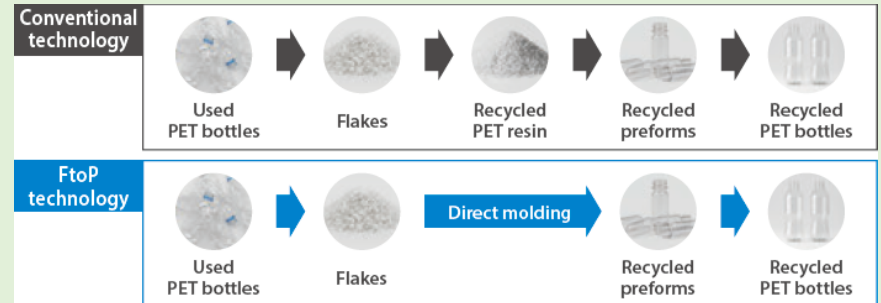 Conventional
technology
Used
PET bottles
Flakes
Recycled
PET resin
Recycled
preforms
Recycled
PET bottles
FtoP
technology
Direct molding
Used
PET bottles
Flakes
Recycled
preforms
Recycled
PET bottles